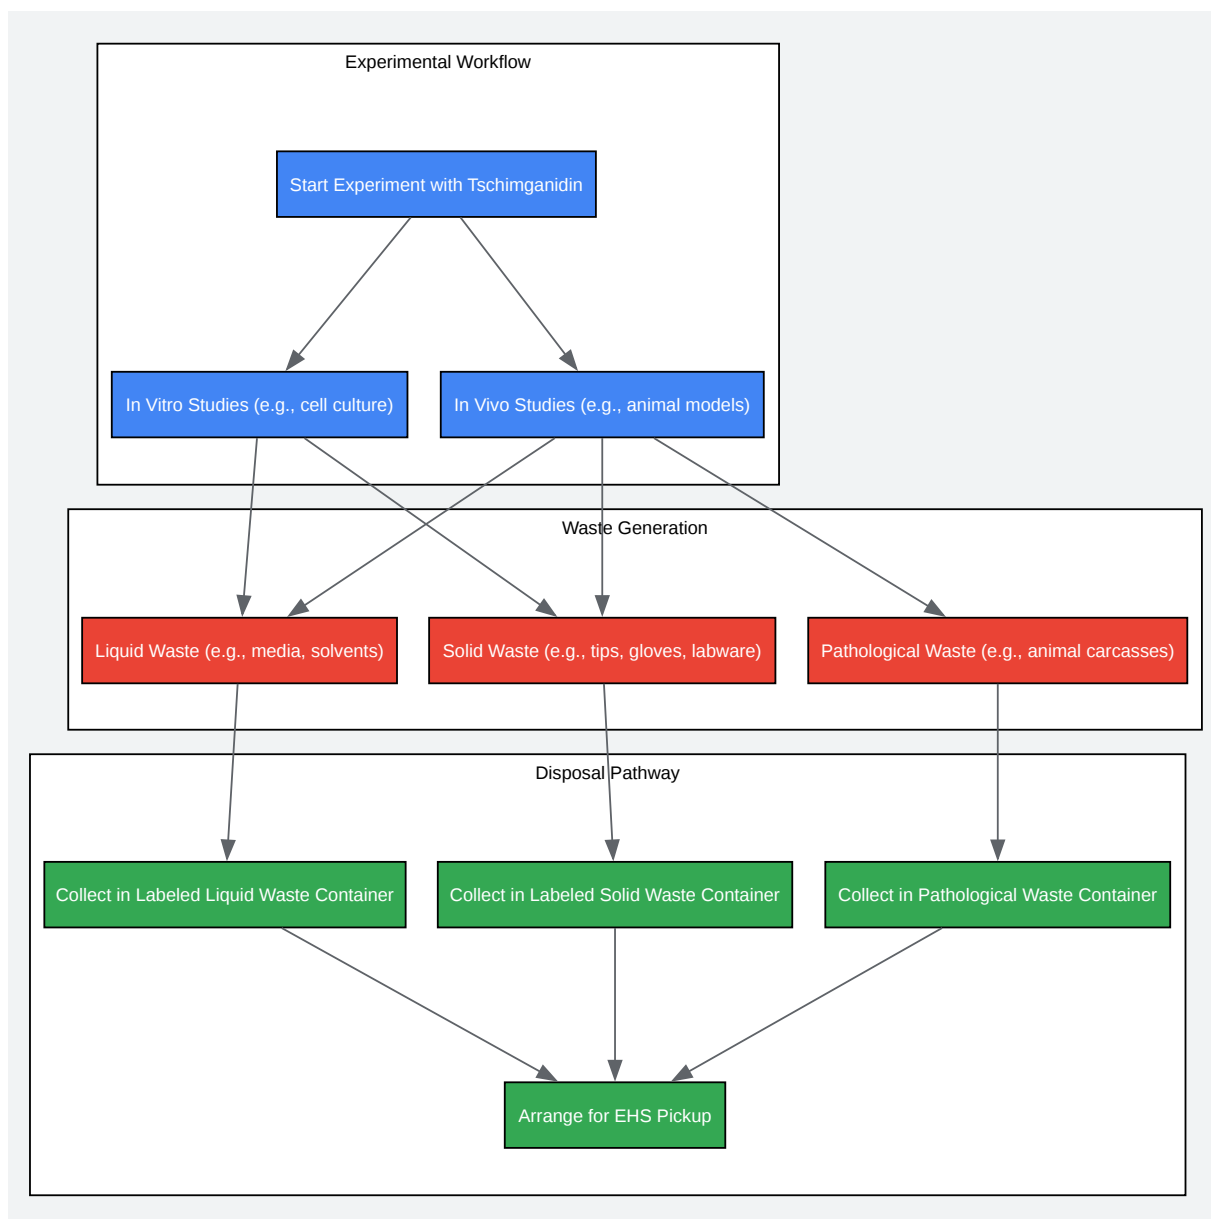 Experimental Workflow
Start Experiment with Tschimganidin
In Vitro Studies (e.g., cell culture)
In Vivo Studies (e.g., animal models)
Waste Generation
Liquid Waste (e.g., media, solvents)
Solid Waste (e.g., tips, gloves, labware)
Pathological Waste (e.g., animal carcasses)
Disposal Pathway
Collect in Labeled Liquid Waste Container
Collect in Labeled Solid Waste Container
Collect in Pathological Waste Container
Arrange for EHS Pickup